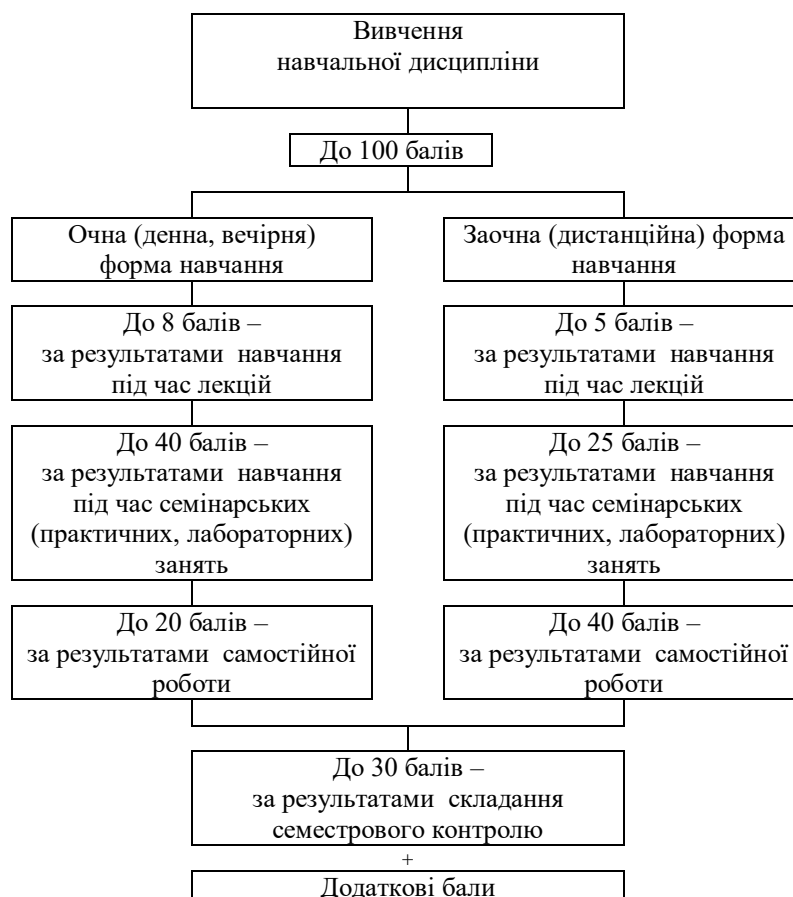 Вивчення
навчальної дисципліни
До 100 балів
Очна (денна, вечірня)
форма навчання
До 8 балів –
за результатами навчання
під час лекцій
До 40 балів –
за результатами навчання
під час семінарських
(практичних, лабораторних)
занять
До 20 балів –
за результатами самостійної
роботи
Заочна (дистанційна) форма
навчання
До 5 балів –
за результатами навчання
під час лекцій
До 25 балів –
за результатами навчання
під час семінарських
(практичних, лабораторних)
занять
До 40 балів –
за результатами самостійної
роботи
До 30 балів –
за результатами складання
семестрового контролю
+
Додаткові бали